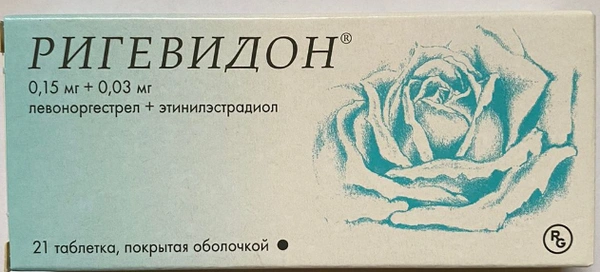 РИГЕВИДОН®
0,15 мг + 0,03 мг
левоноргестрел + этинилэстрадиол
21 таблетка, покрытая оболочкой
RG